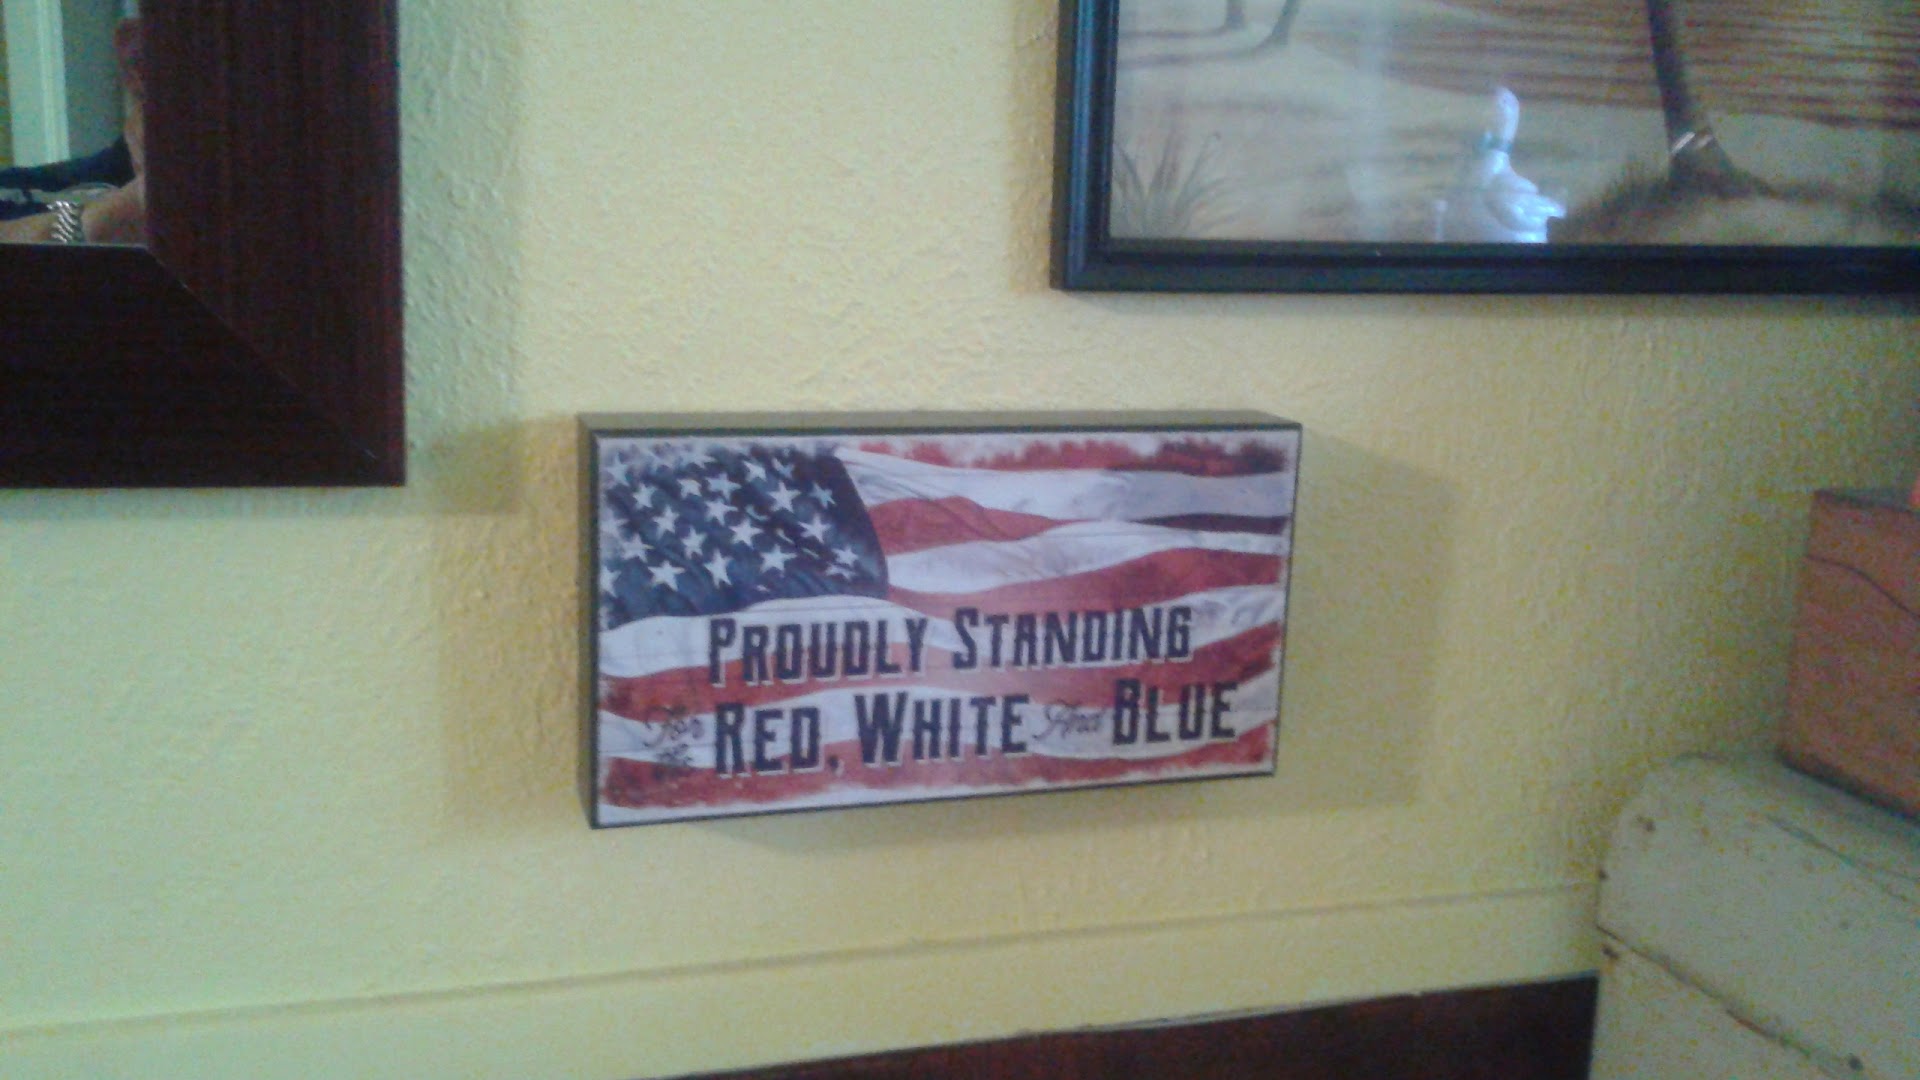 PROUDLY STANDING
For the RED, WHITE And BLUE